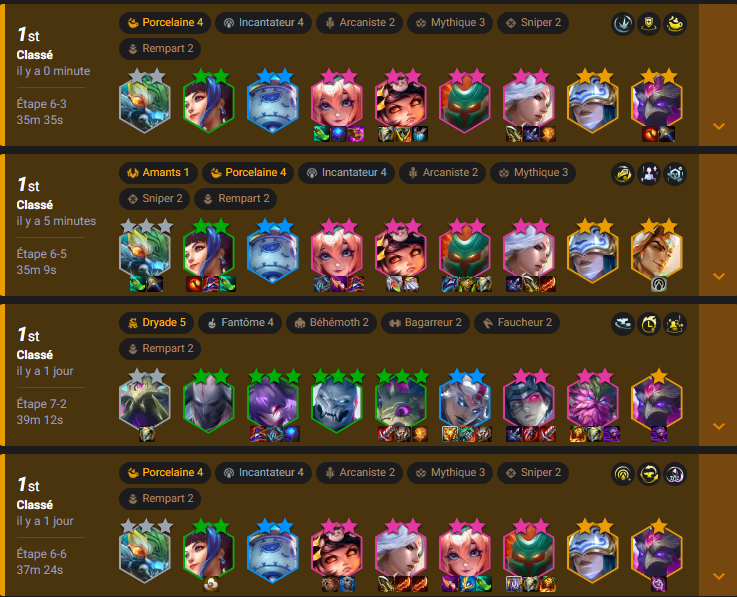 Porcelaine 4 Incantateur 4 Arcaniste 2 Mythique 3 Sniper 2
1st
Classé
il y a 0 minute
Rempart 2
Étape 6-3
35m 35s
Amants 1 Porcelaine 4 Incantateur 4 Arcaniste 2 Mythique 3
1st
Classé
il y a 5 minutes
Sniper 2 Rempart 2
Étape 6-5
35m 9s
Dryade 5 Fantôme 4 Béhémoth 2 Bagarreur 2 Faucheur 2
1st
Classé
il y a 1 jour
Rempart 2
Étape 7-2
39m 12s
Porcelaine 4 Incantateur 4 Arcaniste 2 Mythique 3 Sniper 2
1st
Classé
il y a 1 jour
Rempart 2
Étape 6-6
37m 24s